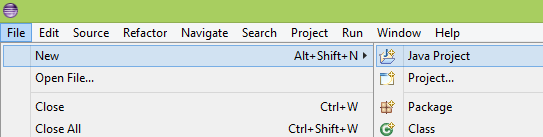 File Edit Source Refactor Navigate Search Project Run Window Help
New Alt+Shift+N Java Project
Open File... Project...
Close Ctrl+W Package
Close All Ctrl+Shift+W Class